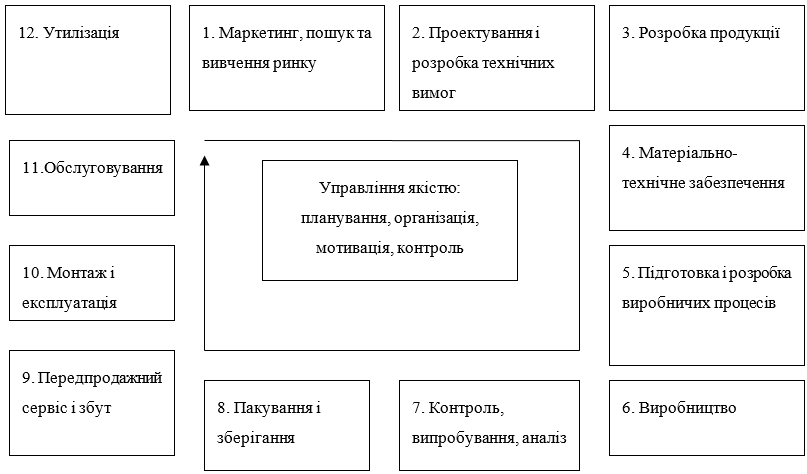 12. Утилізація
1. Маркетинг, пошук та
вивчення ринку
2. Проектування і
розробка технічних
вимог
3. Розробка продукції
4. Матеріально-
технічне забезпечення
5. Підготовка і розробка
виробничих процесів
6. Виробництво
7. Контроль,
випробування, аналіз
8. Пакування і
зберігання
9. Передпродажний
сервіс і збут
10. Монтаж і
експлуатація
11.Обслуговування
Управління якістю:
планування, організація,
мотивація, контроль